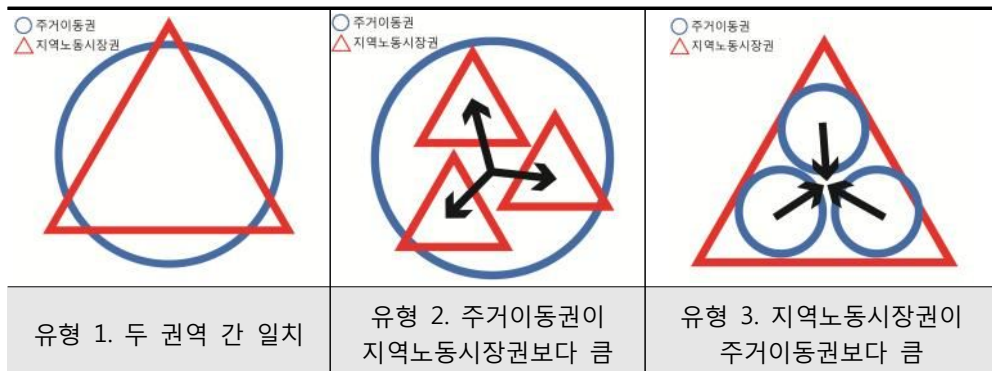 주거이동권
지역노동시장권
주거이동권
지역노동시장권
주거이동권
지역노동시장권
유형 1. 두 권역 간 일치
유형 2. 주거이동권이
지역노동시장권보다 큼
유형 3. 지역노동시장권이
주거이동권보다 큼